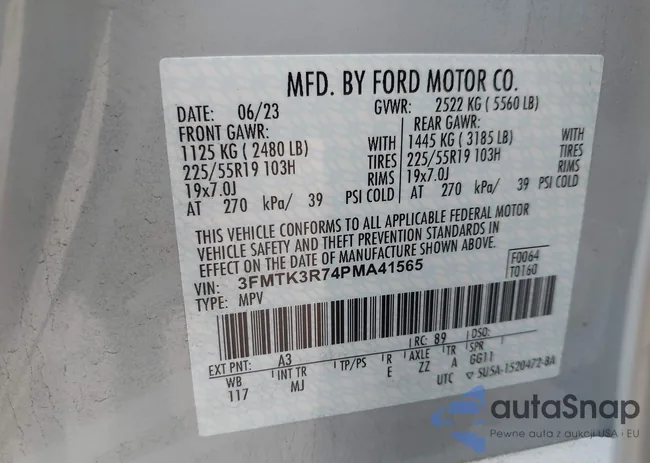 MFD. BY FORD MOTOR CO.
DATE: 06/23 GVWR: 2522 KG ( 5560 LB)
FRONT GAWR: REAR GAWR:
1125 KG ( 2480 LB) WITH 1445 KG ( 3185 LB) WITH
225/55R19 103H TIRES 225/55R19 103H TIRES
19x7.0J RIMS 19x7.0J RIMS
AT 270 kPa/ 39 PSI COLD AT 270 kPa/ 39 PSI COLD
THIS VEHICLE CONFORMS TO ALL APPLICABLE FEDERAL MOTOR
VEHICLE SAFETY AND THEFT PREVENTION STANDARDS IN
EFFECT ON THE DATE OF MANUFACTURE SHOWN ABOVE.
VIN: 3FMTK3R74PMA41565 F0064
TYPE: MPV T0160
EXT PNT: A3 RC: 89 DSO:
WB INT TR TP/PS R AXLE TR SPR
117 MJ E ZZ A GG11
UTC SU5A-1520472-BA
autaSnap
Pewne auta z aukcji USA i EU